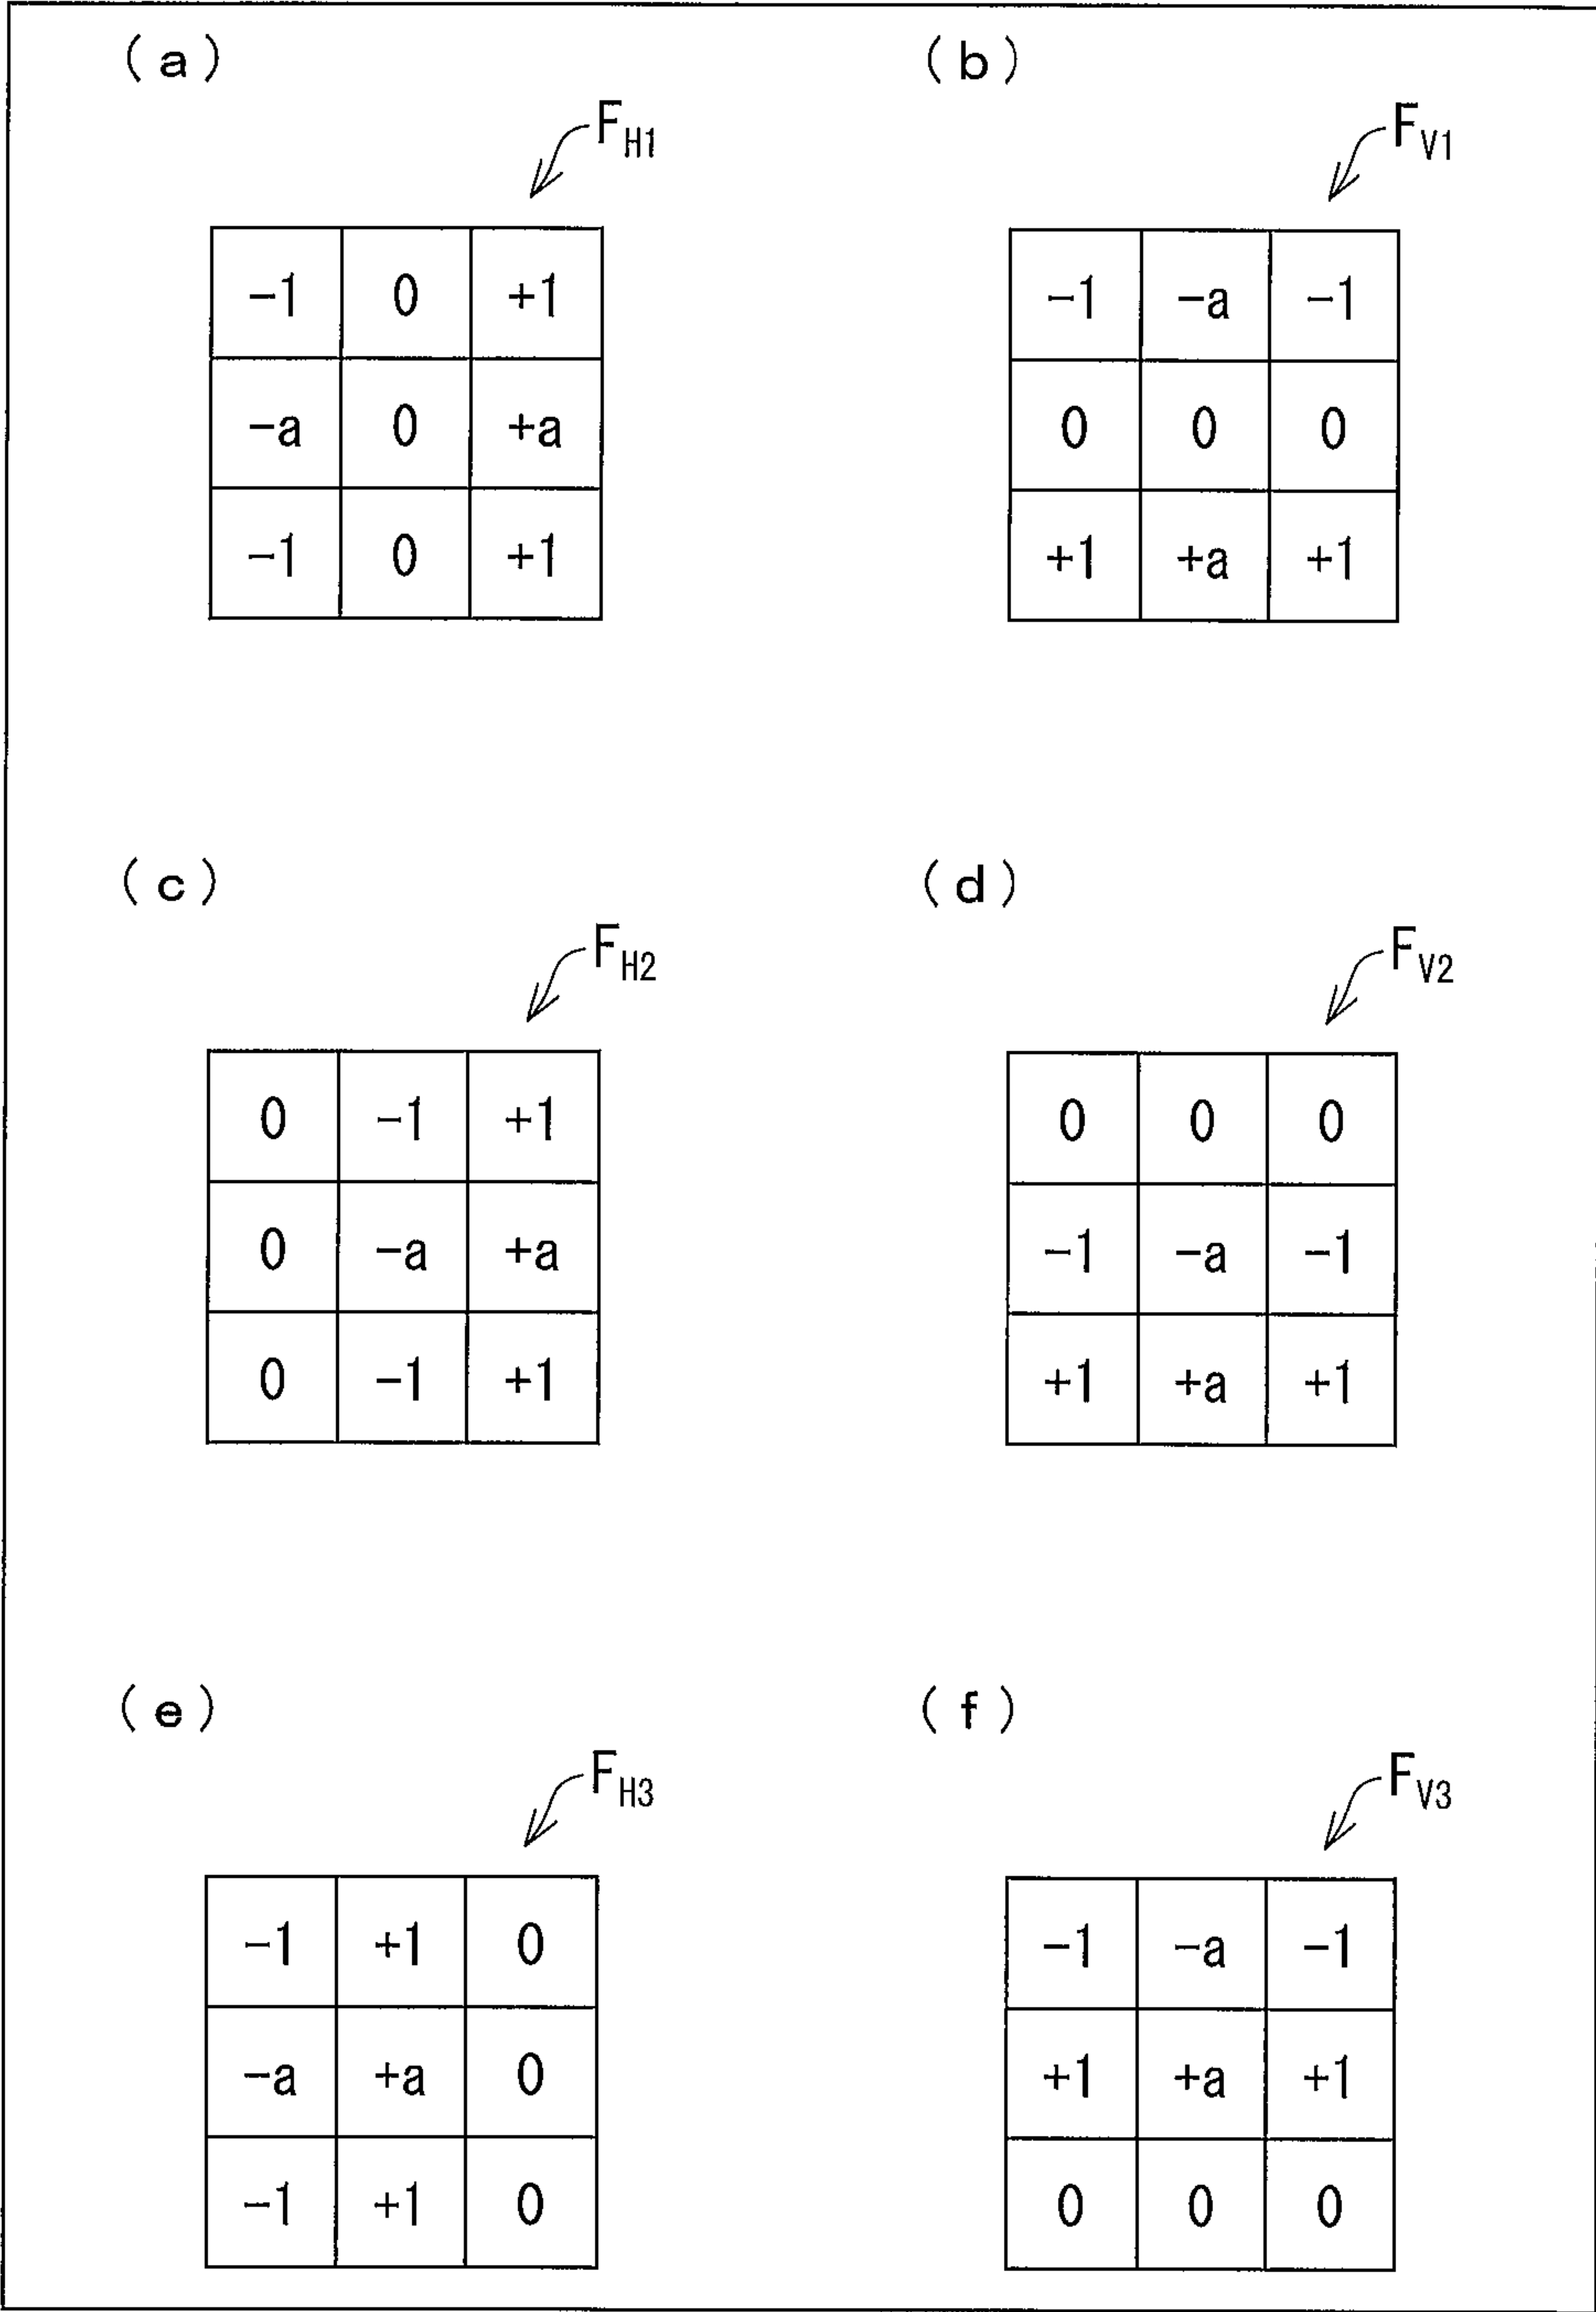 (a) (b)
F_H1 F_V1
-1 0 +1 -1 -a -1
-a 0 +a 0 0 0
-1 0 +1 +1 +a +1
(c) (d)
F_H2 F_V2
0 -1 +1 0 0 0
0 -a +a -1 -a -1
0 -1 +1 +1 +a +1
(e) (f)
F_H3 F_V3
-1 +1 0 -1 -a -1
-a +a 0 +1 +a +1
-1 +1 0 0 0 0